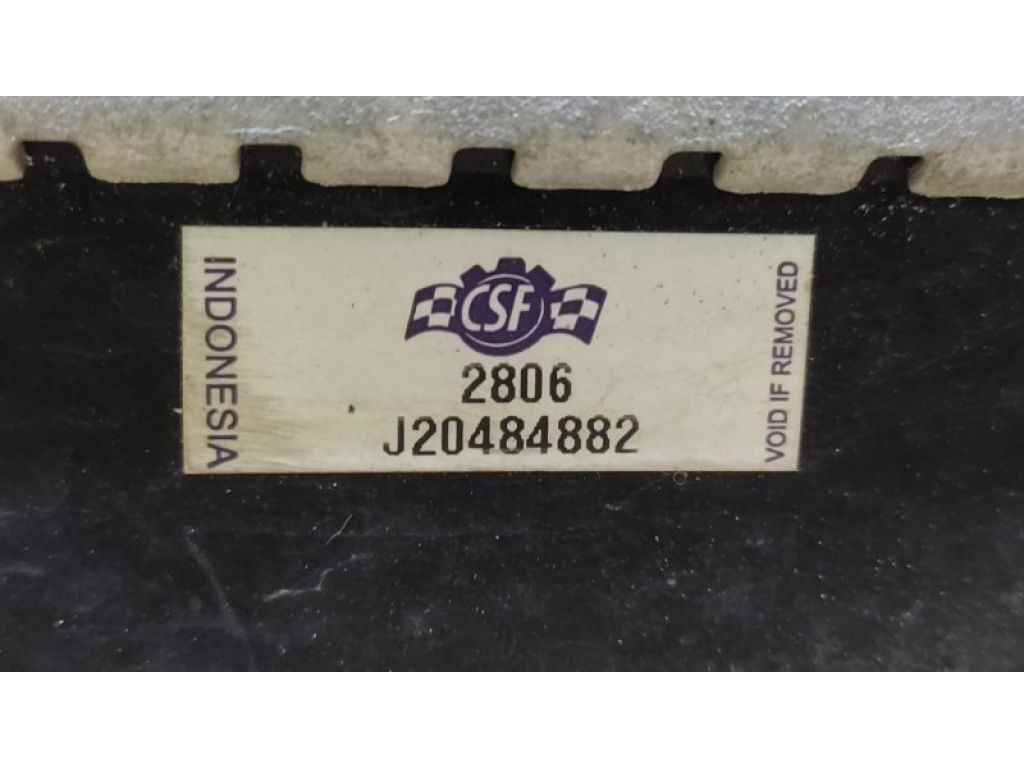 INDONESIA
CSF
2806
J20484882
VOID IF REMOVED